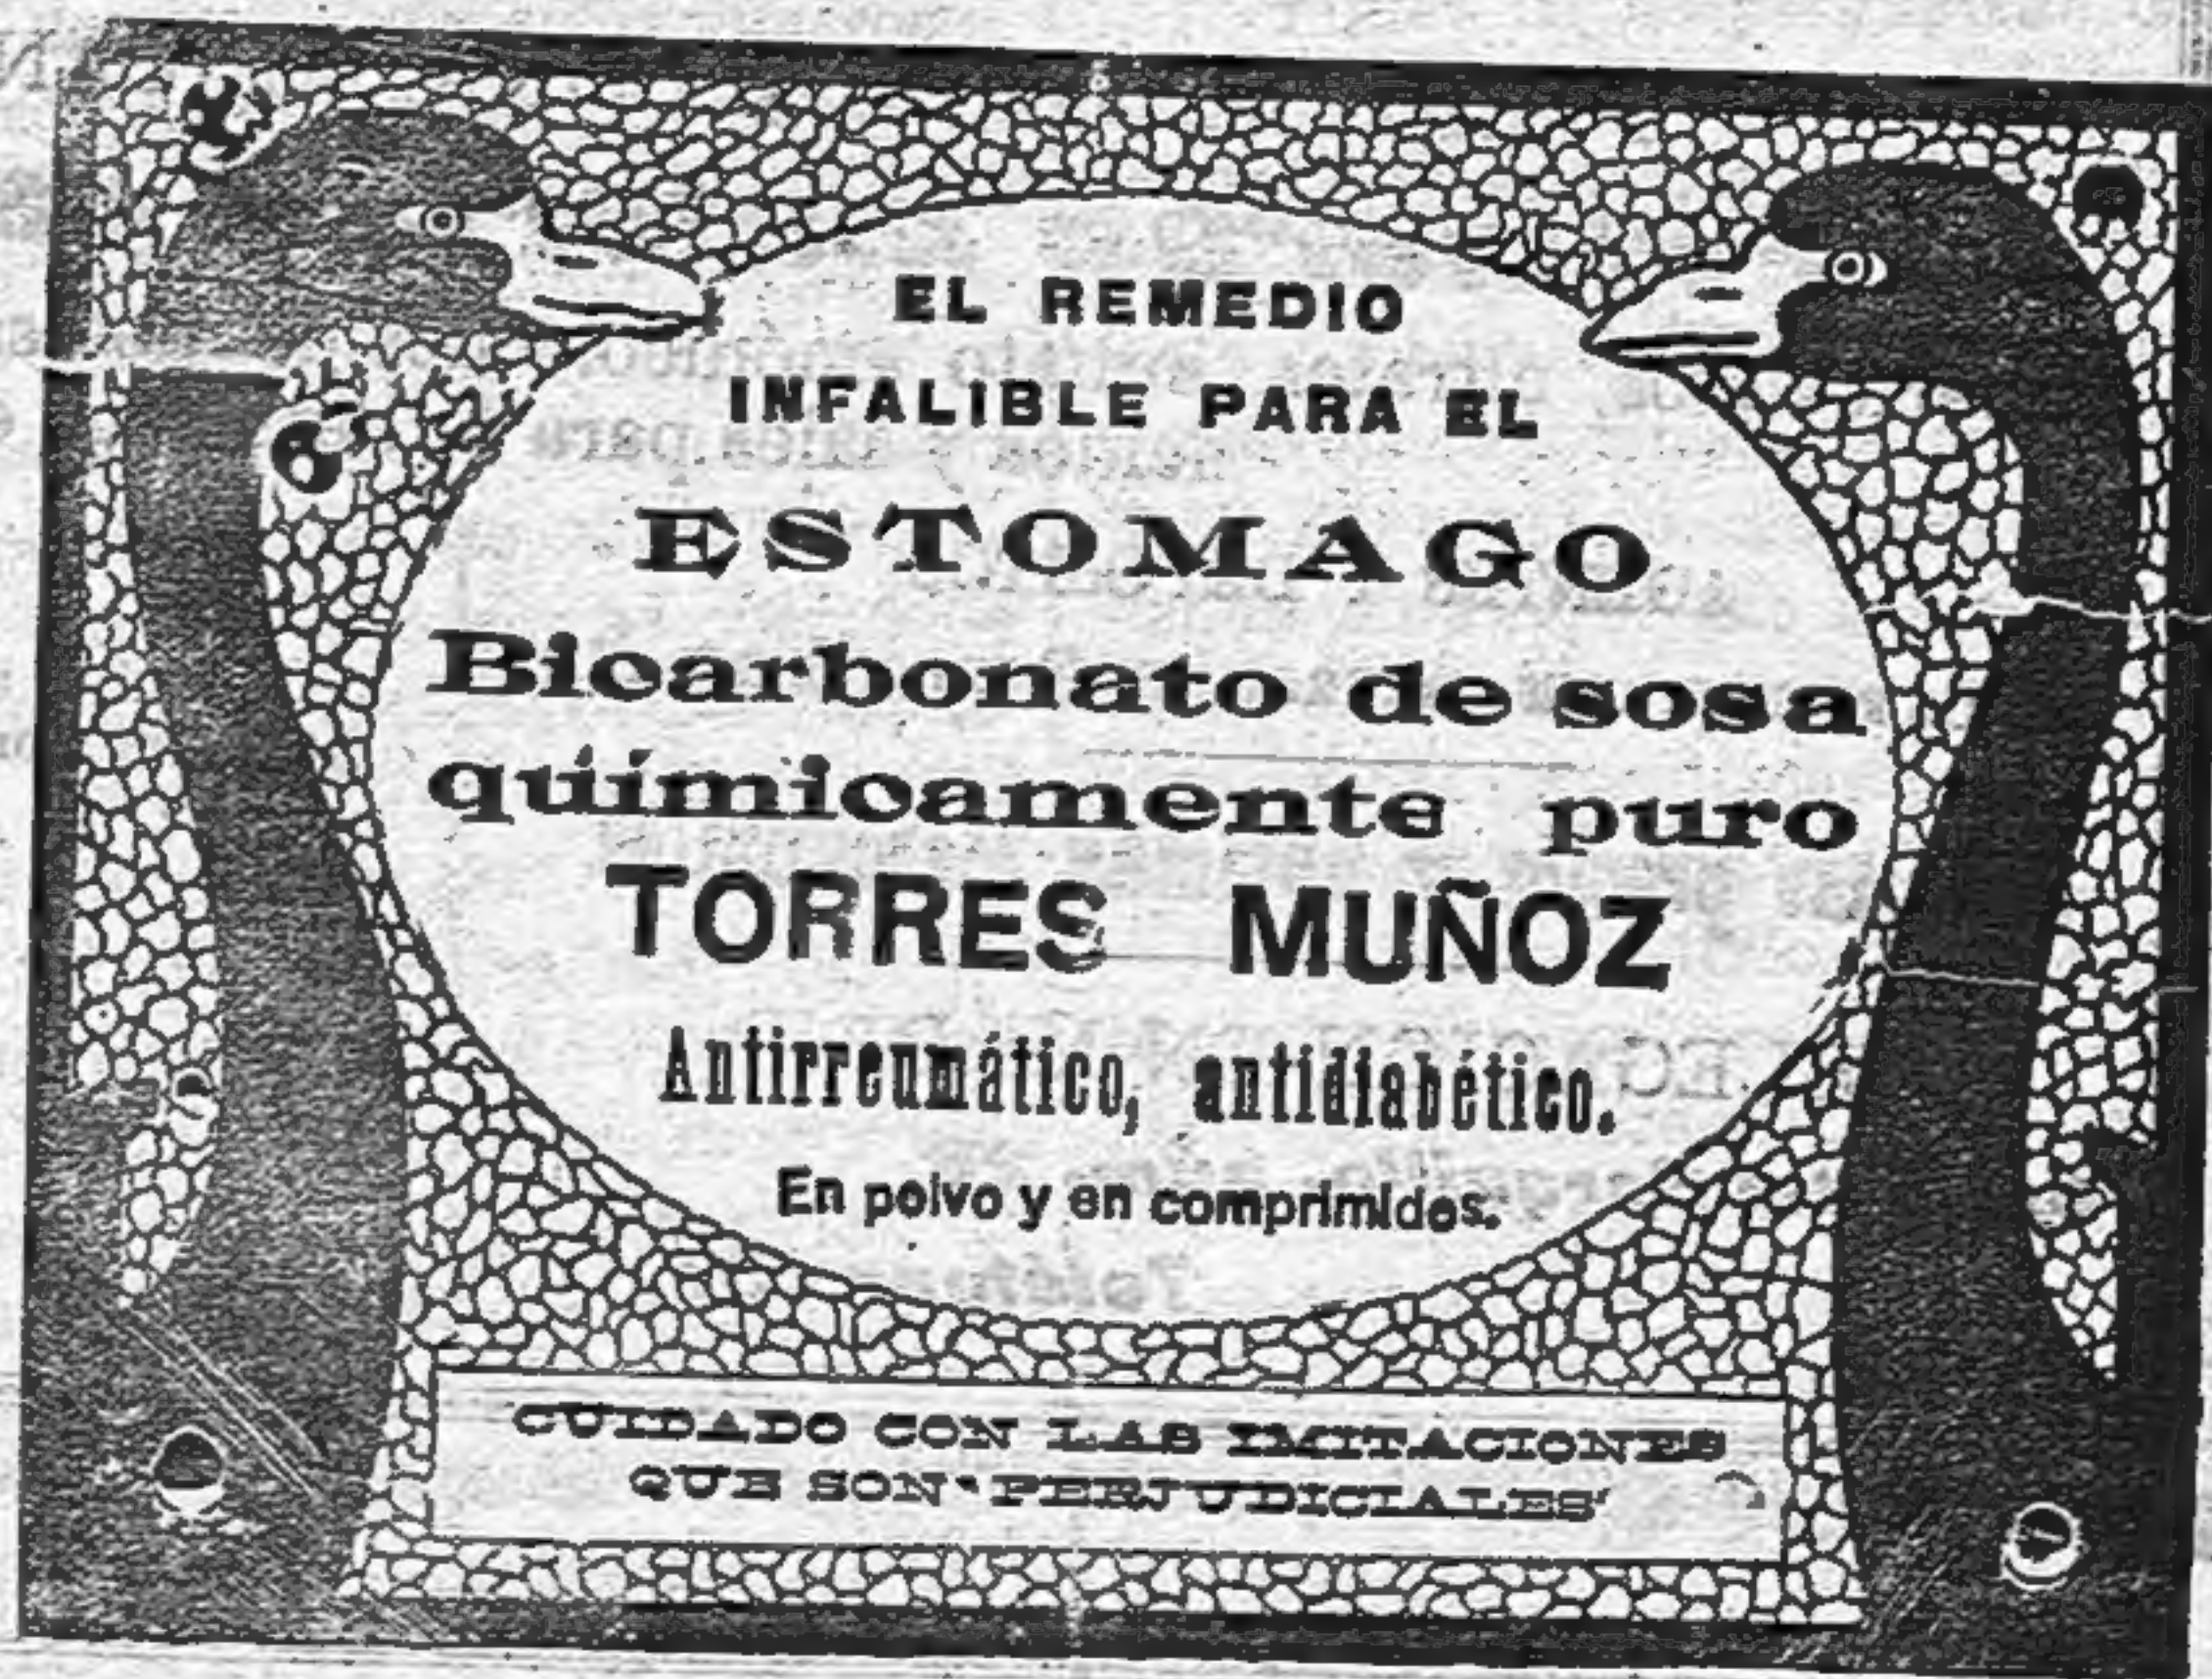 EL REMEDIO
INFALIBLE PARA EL
ESTOMAGO
Bicarbonato de sosa
químicamente puro
TORRES MUÑOZ
Antirreumático, antidiabético.
En polvo y en comprimidos.
CUIDADO CON LAS IMITACIONES
QUE SON PERJUDICIALES